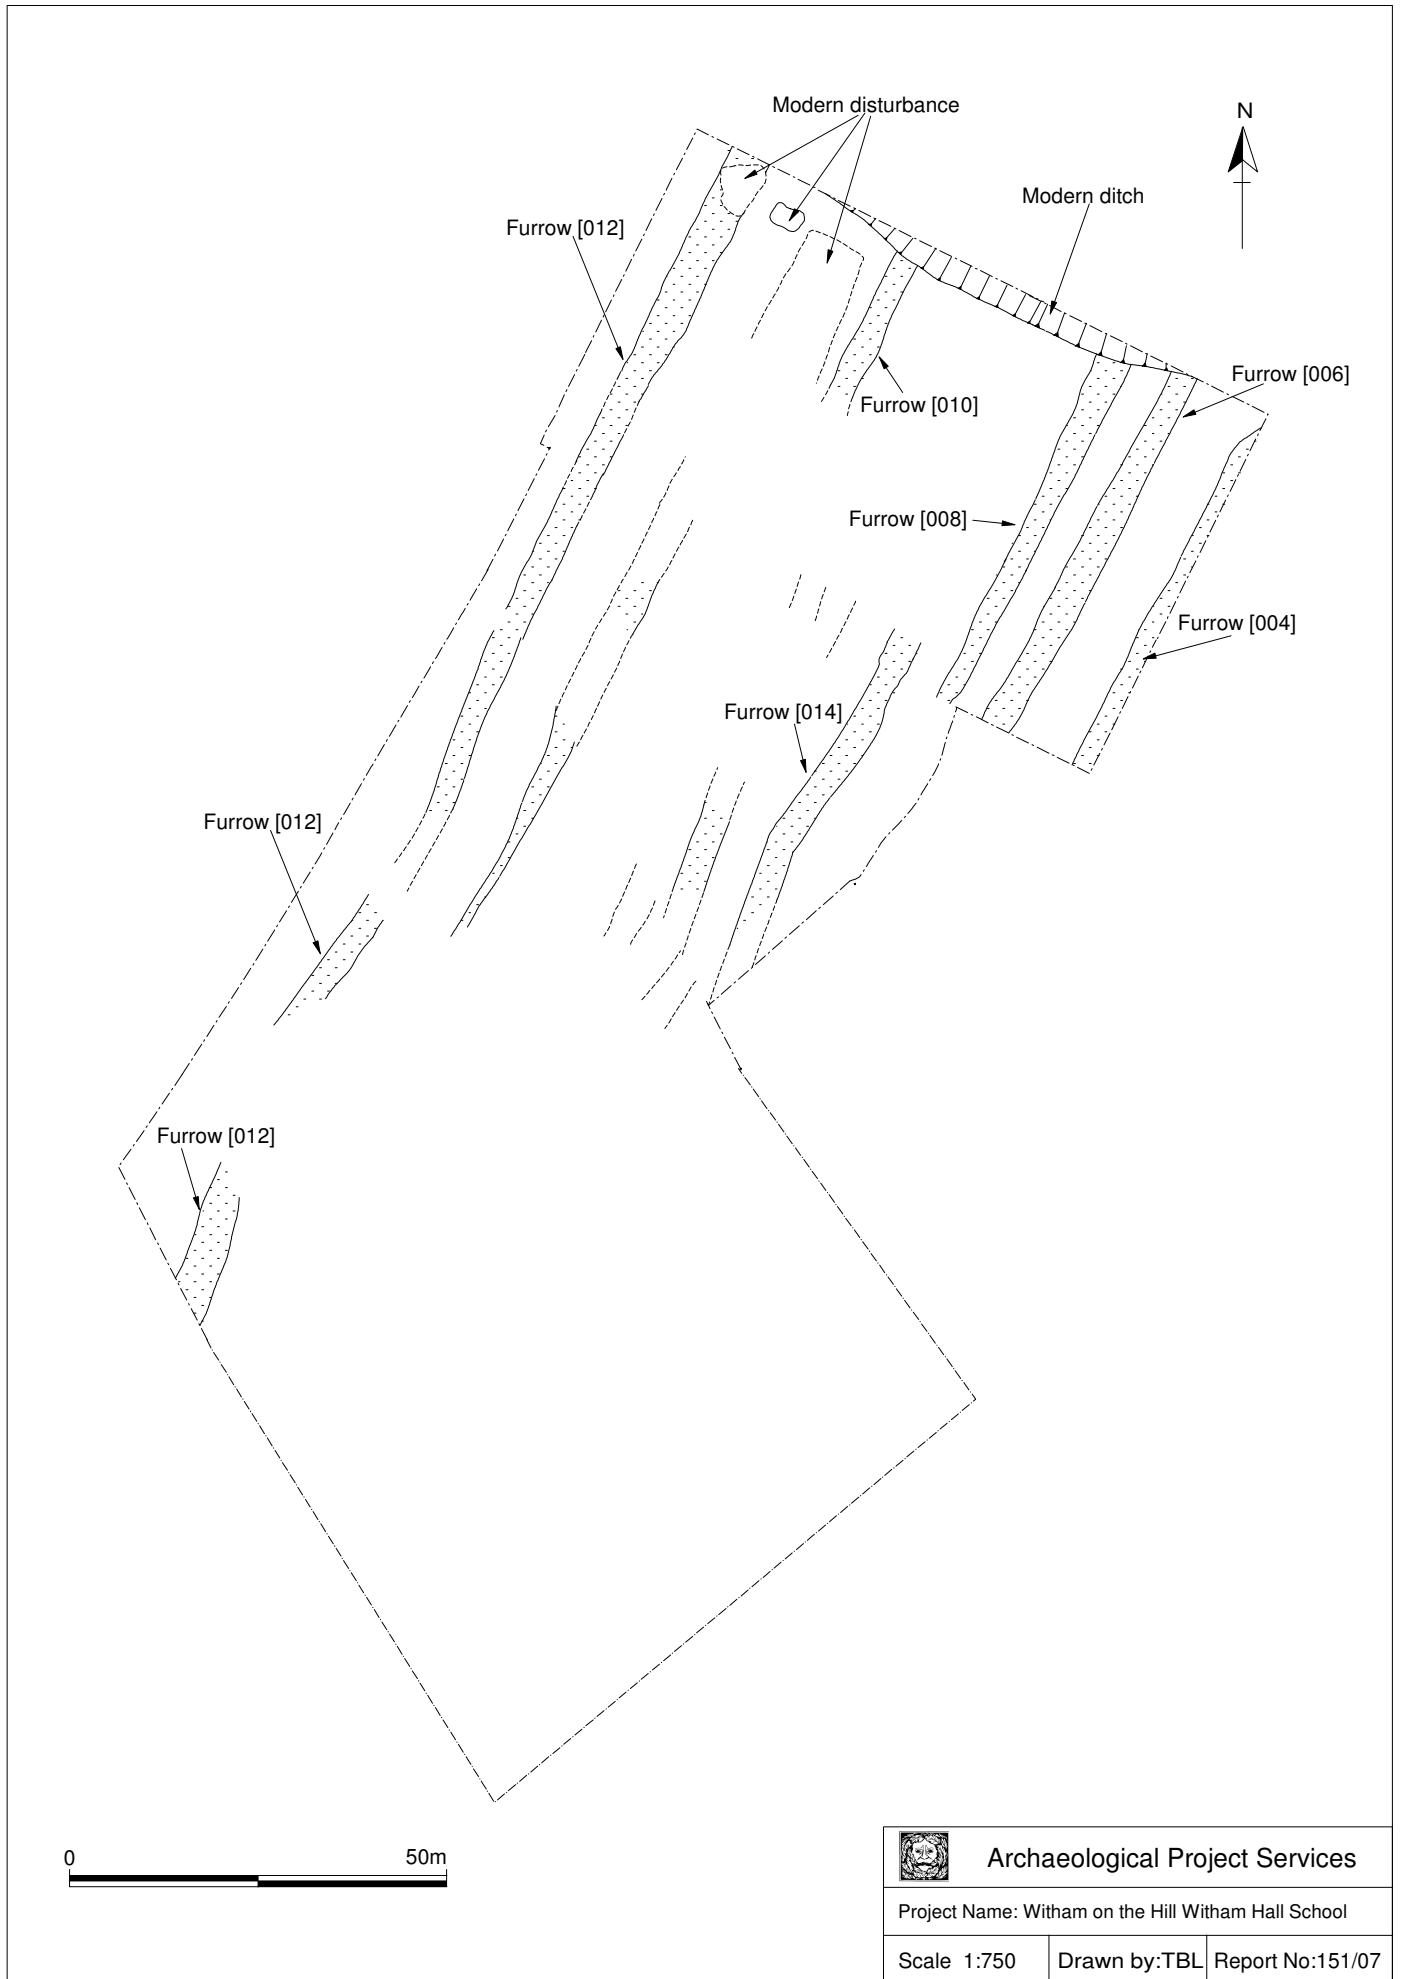 Modern disturbance
N
Modern ditch
Furrow [012]
Furrow [006]
Furrow [010]
Furrow [008]
Furrow [004]
Furrow [014]
Furrow [012]
Furrow [012]
0 50m
Archaeological Project Services
Project Name: Witham on the Hill Witham Hall School
Scale 1:750 Drawn by:TBL Report No:151/07